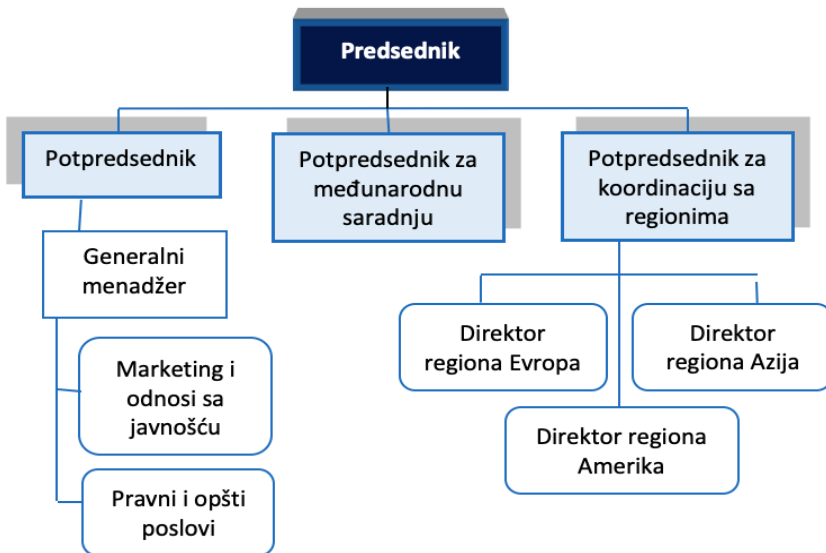 Predsednik
Potpredsednik
Potpredsednik za
međunarodnu
saradnju
Potpredsednik za
koordinaciju sa
regionima
Generalni
menadžer
Marketing i
odnosi sa
javnošću
Pravni i opšti
poslovi
Direktor
regiona Evropa
Direktor
regiona Azija
Direktor regiona
Amerika